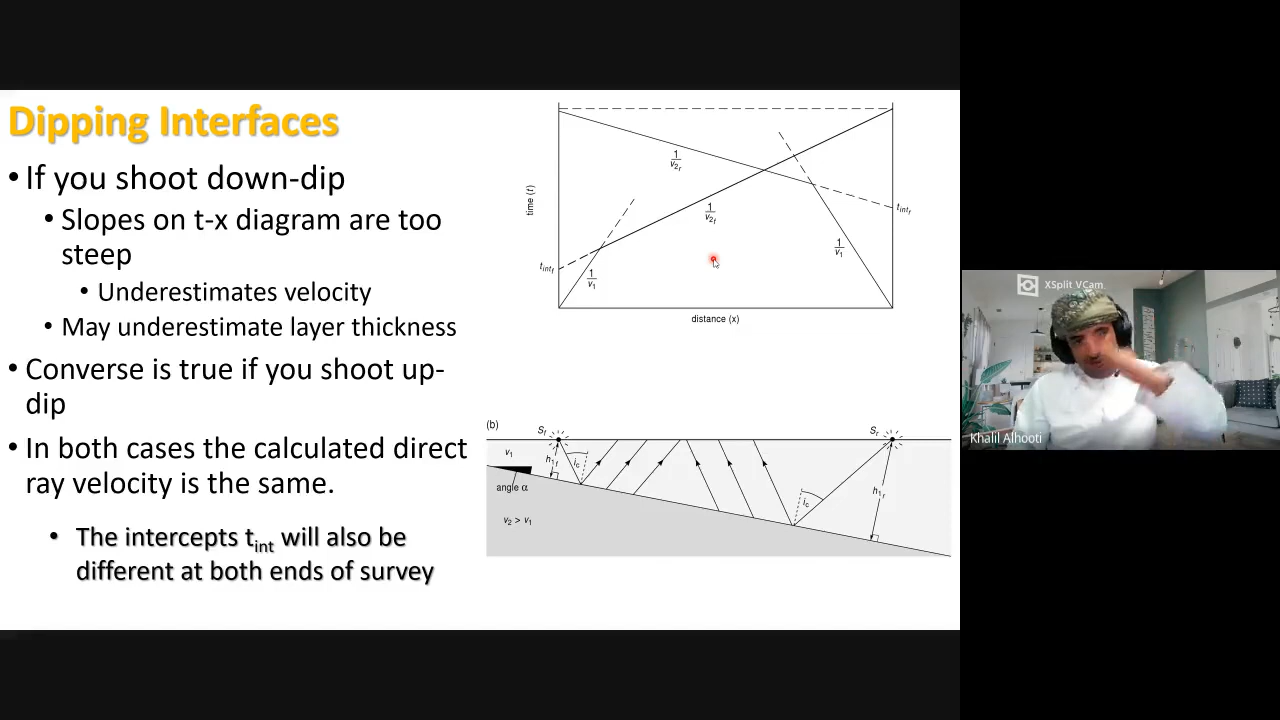 Dipping Interfaces
• If you shoot down-dip
• Slopes on t-x diagram are too
steep
• Underestimates velocity
• May underestimate layer thickness
• Converse is true if you shoot up-
dip
• In both cases the calculated direct
ray velocity is the same.
• The intercepts tint will also be
different at both ends of survey
time (t)
1
v2r
1
v2f
tintr
1
v1
tintf
1
v1
distance (x)
(b)
Sf
Sr
v1
h1f
ic
angle α
v2 > v1
ic
h1r
XSplit VCam
Khalil Alhooti